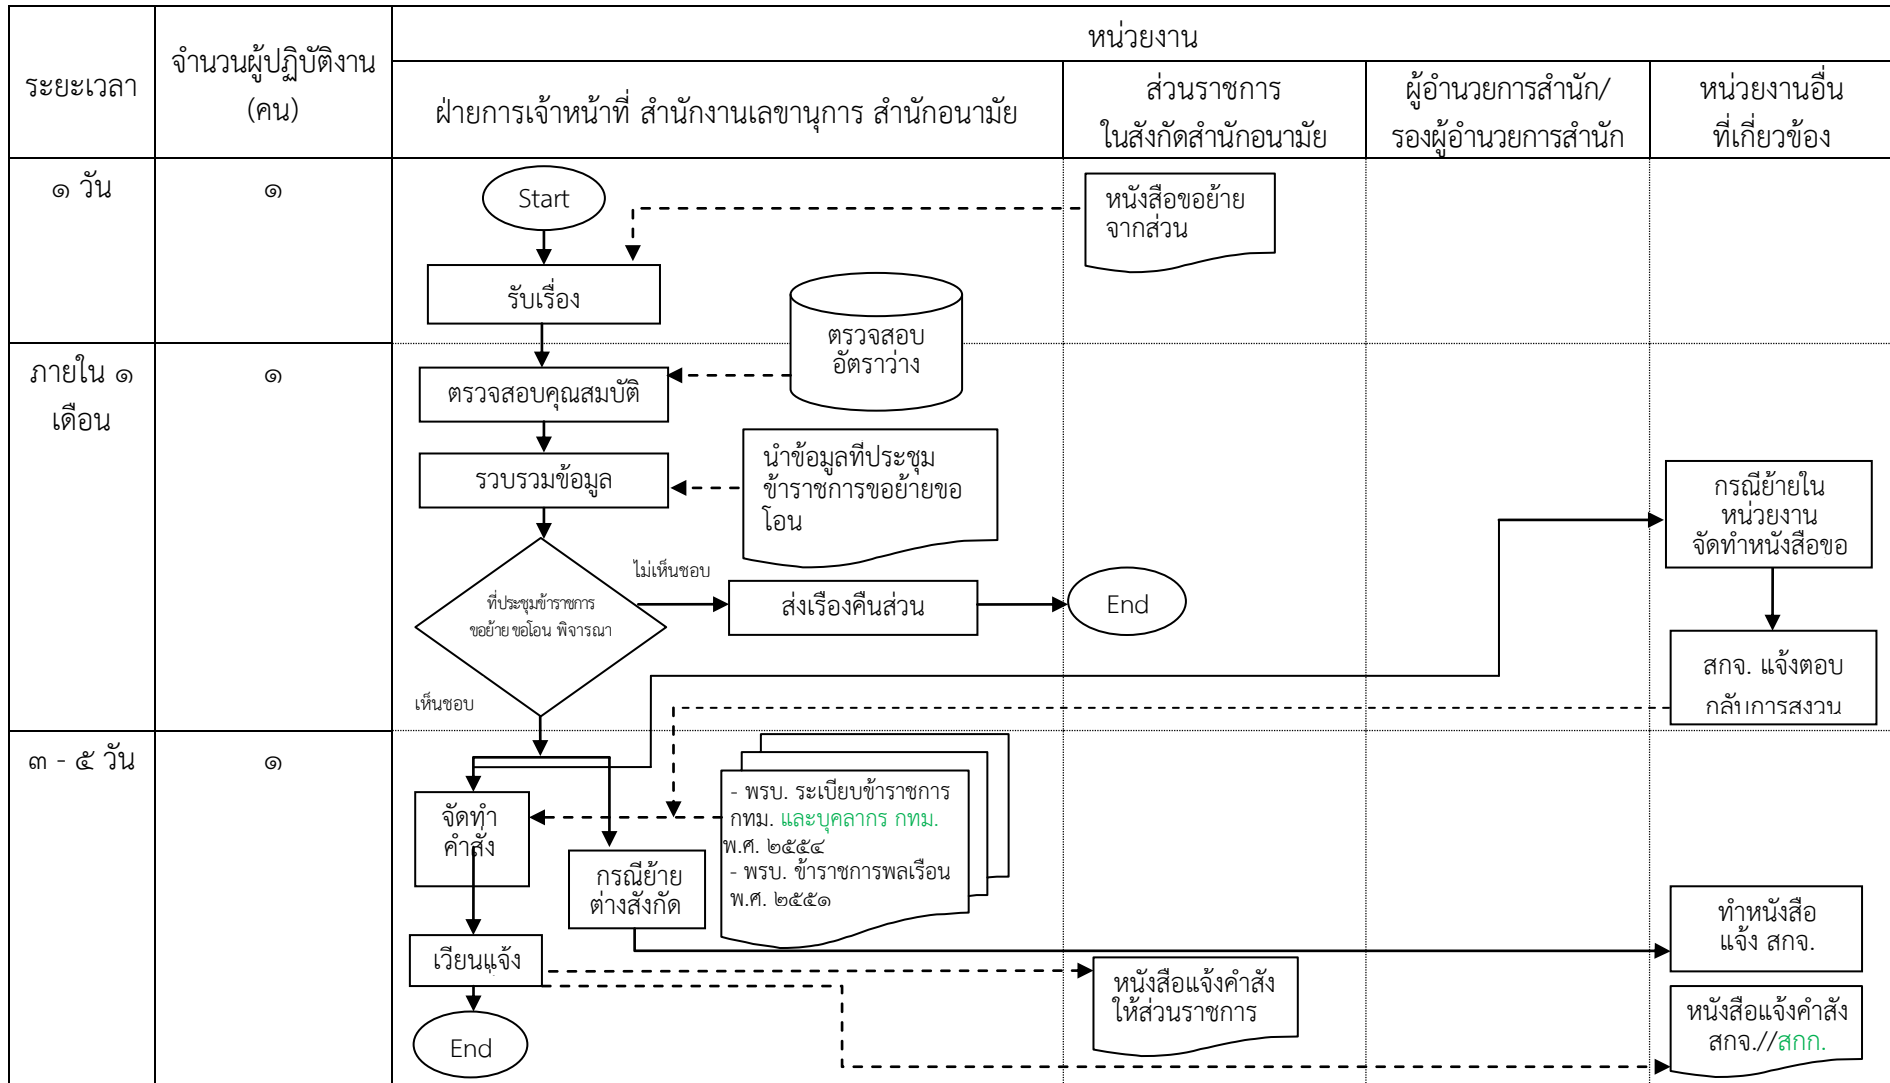 ระยะเวลา
จำนวนผู้ปฏิบัติงาน
(คน)
หน่วยงาน
ฝ่ายการเจ้าหน้าที่ สำนักงานเลขานุการ สำนักอนามัย
ส่วนราชการ
ในสังกัดสำนักอนามัย
ผู้อำนวยการสำนัก/
รองผู้อำนวยการสำนัก
หน่วยงานอื่น
ที่เกี่ยวข้อง
๑ วัน
๑
Start
หนังสือขอย้าย
จากส่วน
รับเรื่อง
ตรวจสอบ
อัตราว่าง
ภายใน ๑
เดือน
๑
ตรวจสอบคุณสมบัติ
รวบรวมข้อมูล
นำข้อมูลที่ประชุม
ข้าราชการขอย้ายขอ
โอน
กรณีย้ายใน
หน่วยงาน
จัดทำหนังสือขอ
ไม่เห็นชอบ
ที่ประชุมข้าราชการ
ขอย้าย ขอโอน พิจารณา
ส่งเรื่องคืนส่วน
End
สกจ. แจ้งตอบ
กลับการสงวน
เห็นชอบ
๓ - ๕ วัน
๑
จัดทำ
คำสั่ง
- พรบ. ระเบียบข้าราชการ
กทม. และบุคลากร กทม.
พ.ศ. ๒๕๕๔
- พรบ. ข้าราชการพลเรือน
พ.ศ. ๒๕๕๑
กรณีย้าย
ต่างสังกัด
ทำหนังสือ
แจ้ง สกจ.
เวียนแจ้ง
หนังสือแจ้งคำสั่ง
ให้ส่วนราชการ
หนังสือแจ้งคำสั่ง
สกจ.//สกก.
End